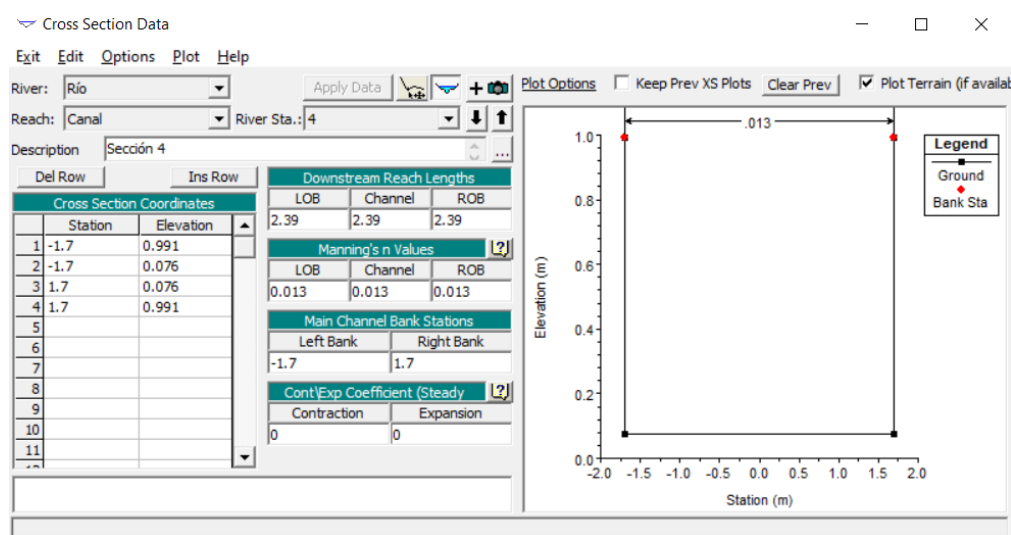 Cross Section Data
Exit Edit Options Plot Help
River: Río Apply Data
Reach: Canal River Sta.: 4
Description Sección 4 ...
Del Row Ins Row
Cross Section Coordinates
Station Elevation
1 -1.7 0.991
2 -1.7 0.076
3 1.7 0.076
4 1.7 0.991
5
6
7
8
9
10
11
Downstream Reach Lengths
LOB Channel ROB
2.39 2.39 2.39
Manning's n Values
LOB Channel ROB
0.013 0.013 0.013
Main Channel Bank Stations
Left Bank Right Bank
-1.7 1.7
Cont\Exp Coefficient (Steady
Contraction Expansion
0 0
Plot Options Keep Prev XS Plots Clear Prev Plot Terrain (if availab
.013
1.0
0.8
0.6
0.4
0.2
0.0
Elevation (m)
-2.0 -1.5 -1.0 -0.5 0.0 0.5 1.0 1.5 2.0
Station (m)
Legend
Ground
Bank Sta